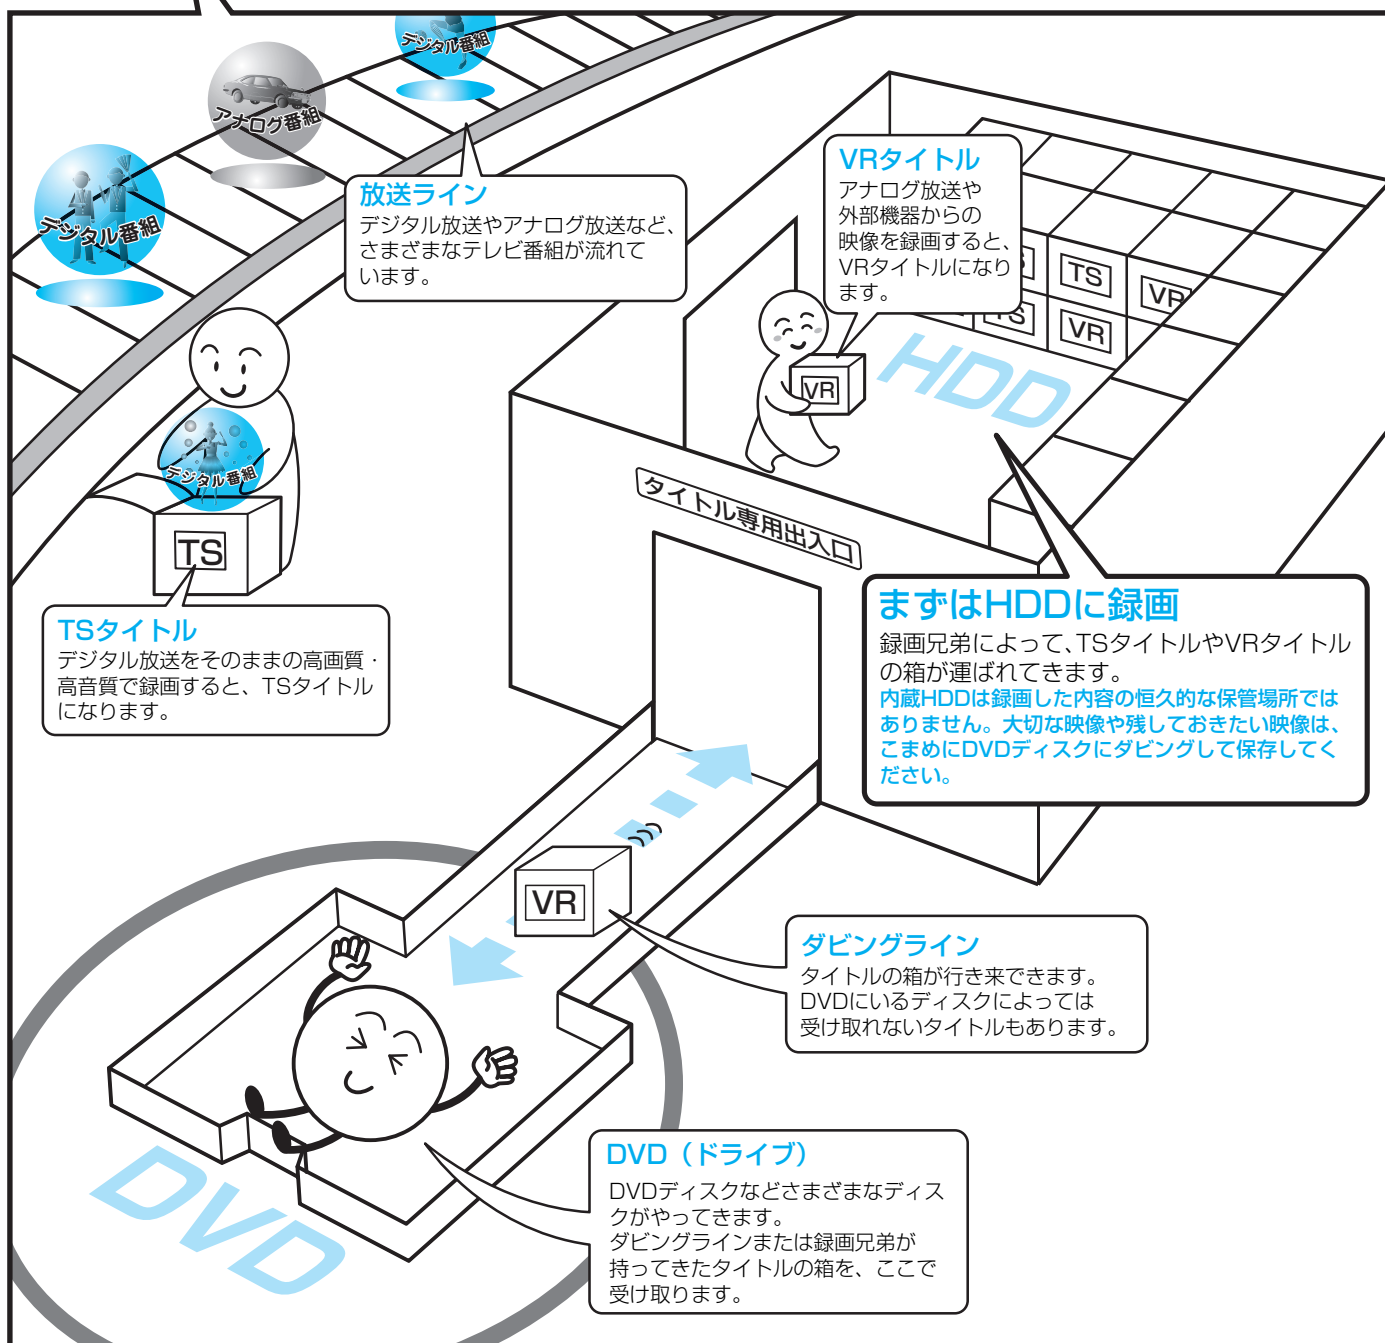 デジタル番組
アナログ番組
デジタル番組
放送ライン
デジタル放送やアナログ放送など、
さまざまなテレビ番組が流れて
います。
VRタイトル
アナログ放送や
外部機器からの
映像を録画すると、
VRタイトルになり
ます。
TS
VR
TS
VR
HDD
VR
デジタル番組
TS
TSタイトル
デジタル放送をそのままの高画質・
高音質で録画すると、TSタイトル
になります。
タイトル専用出入口
まずはHDDに録画
録画兄弟によって、TSタイトルやVRタイトル
の箱が運ばれてきます。
内蔵HDDは録画した内容の恒久的な保管場所では
ありません。大切な映像や残しておきたい映像は、
こまめにDVDディスクにダビングして保存してく
ださい。
VR
ダビングライン
タイトルの箱が行き来できます。
DVDにいるディスクによっては
受け取れないタイトルもあります。
DVD
DVD（ドライブ）
DVDディスクなどさまざまなディス
クがやってきます。
ダビングラインまたは録画兄弟が
持ってきたタイトルの箱を、ここで
受け取ります。